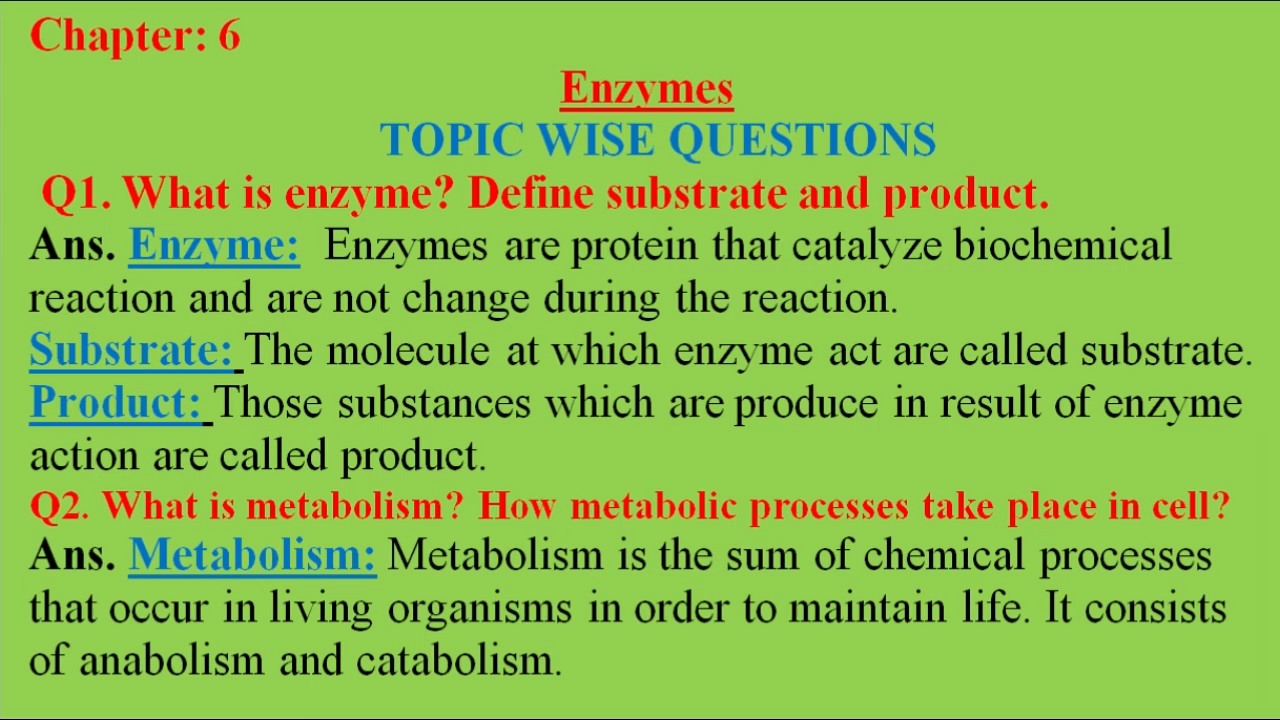 Chapter: 6
Enzymes
TOPIC WISE QUESTIONS
Q1. What is enzyme? Define substrate and product.
Ans. Enzyme: Enzymes are protein that catalyze biochemical
reaction and are not change during the reaction.
Substrate: The molecule at which enzyme act are called substrate.
Product: Those substances which are produce in result of enzyme
action are called product.
Q2. What is metabolism? How metabolic processes take place in cell?
Ans. Metabolism: Metabolism is the sum of chemical processes
that occur in living organisms in order to maintain life. It consists
of anabolism and catabolism.